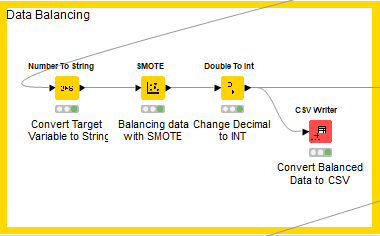 Data Balancing
Number To String
SMOTE
Double To Int
Convert Target
Variable to String
Balancing data
with SMOTE
Change Decimal
to INT
CSV Writer
Convert Balanced
Data to CSV